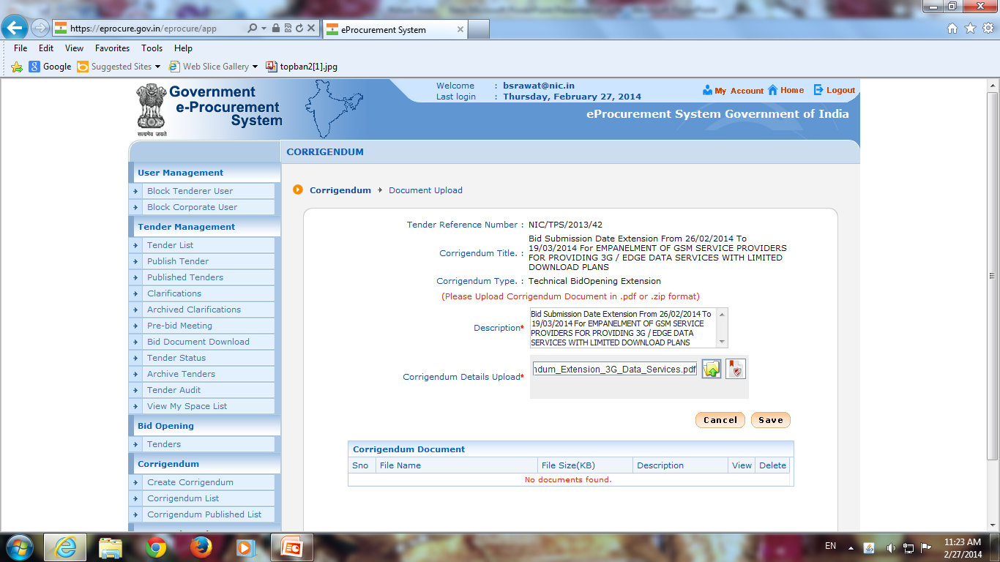 https://eprocure.gov.in/eprocure/app
eProcurement System
File Edit View Favorites Tools Help
Google Suggested Sites Web Slice Gallery topban2[1].jpg
Government
e-Procurement
System
सत्यमेव जयते
Welcome : bsrawat@nic.in
Last login : Thursday, February 27, 2014
My Account Home Logout
eProcurement System Government of India
CORRIGENDUM
User Management
Block Tenderer User
Block Corporate User
Tender Management
Tender List
Publish Tender
Published Tenders
Clarifications
Archived Clarifications
Pre-bid Meeting
Bid Document Download
Tender Status
Archive Tenders
Tender Audit
View My Space List
Bid Opening
Tenders
Corrigendum
Create Corrigendum
Corrigendum List
Corrigendum Published List
Corrigendum Document Upload
Tender Reference Number : NIC/TPS/2013/42
Corrigendum Title. : Bid Submission Date Extension From 26/02/2014 To
19/03/2014 For EMPANELMENT OF GSM SERVICE PROVIDERS
FOR PROVIDING 3G / EDGE DATA SERVICES WITH LIMITED
DOWNLOAD PLANS
Corrigendum Type. : Technical BidOpening Extension
(Please Upload Corrigendum Document in .pdf or .zip format)
Description*
Bid Submission Date Extension From 26/02/2014 To
19/03/2014 For EMPANELMENT OF GSM SERVICE
PROVIDERS FOR PROVIDING 3G / EDGE DATA
SERVICES WITH LIMITED DOWNLOAD PLANS
Corrigendum Details Upload* ndum_Extension_3G_Data_Services.pdf
Cancel Save
Corrigendum Document
Sno File Name File Size(KB) Description View Delete
No documents found.
EN 11:23 AM
2/27/2014